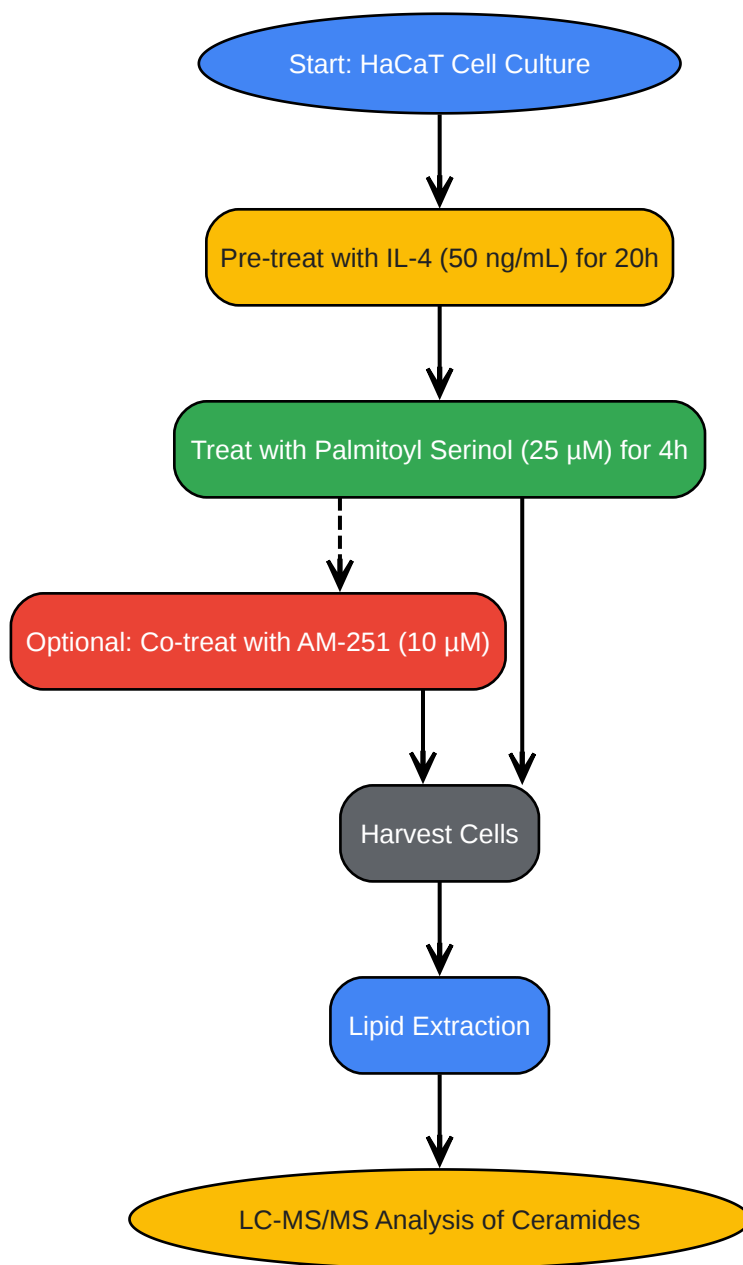 Start: HaCaT Cell Culture
Pre-treat with IL-4 (50 ng/mL) for 20h
Treat with Palmitoyl Serinol (25 µM) for 4h
Optional: Co-treat with AM-251 (10 µM)
Harvest Cells
Lipid Extraction
LC-MS/MS Analysis of Ceramides